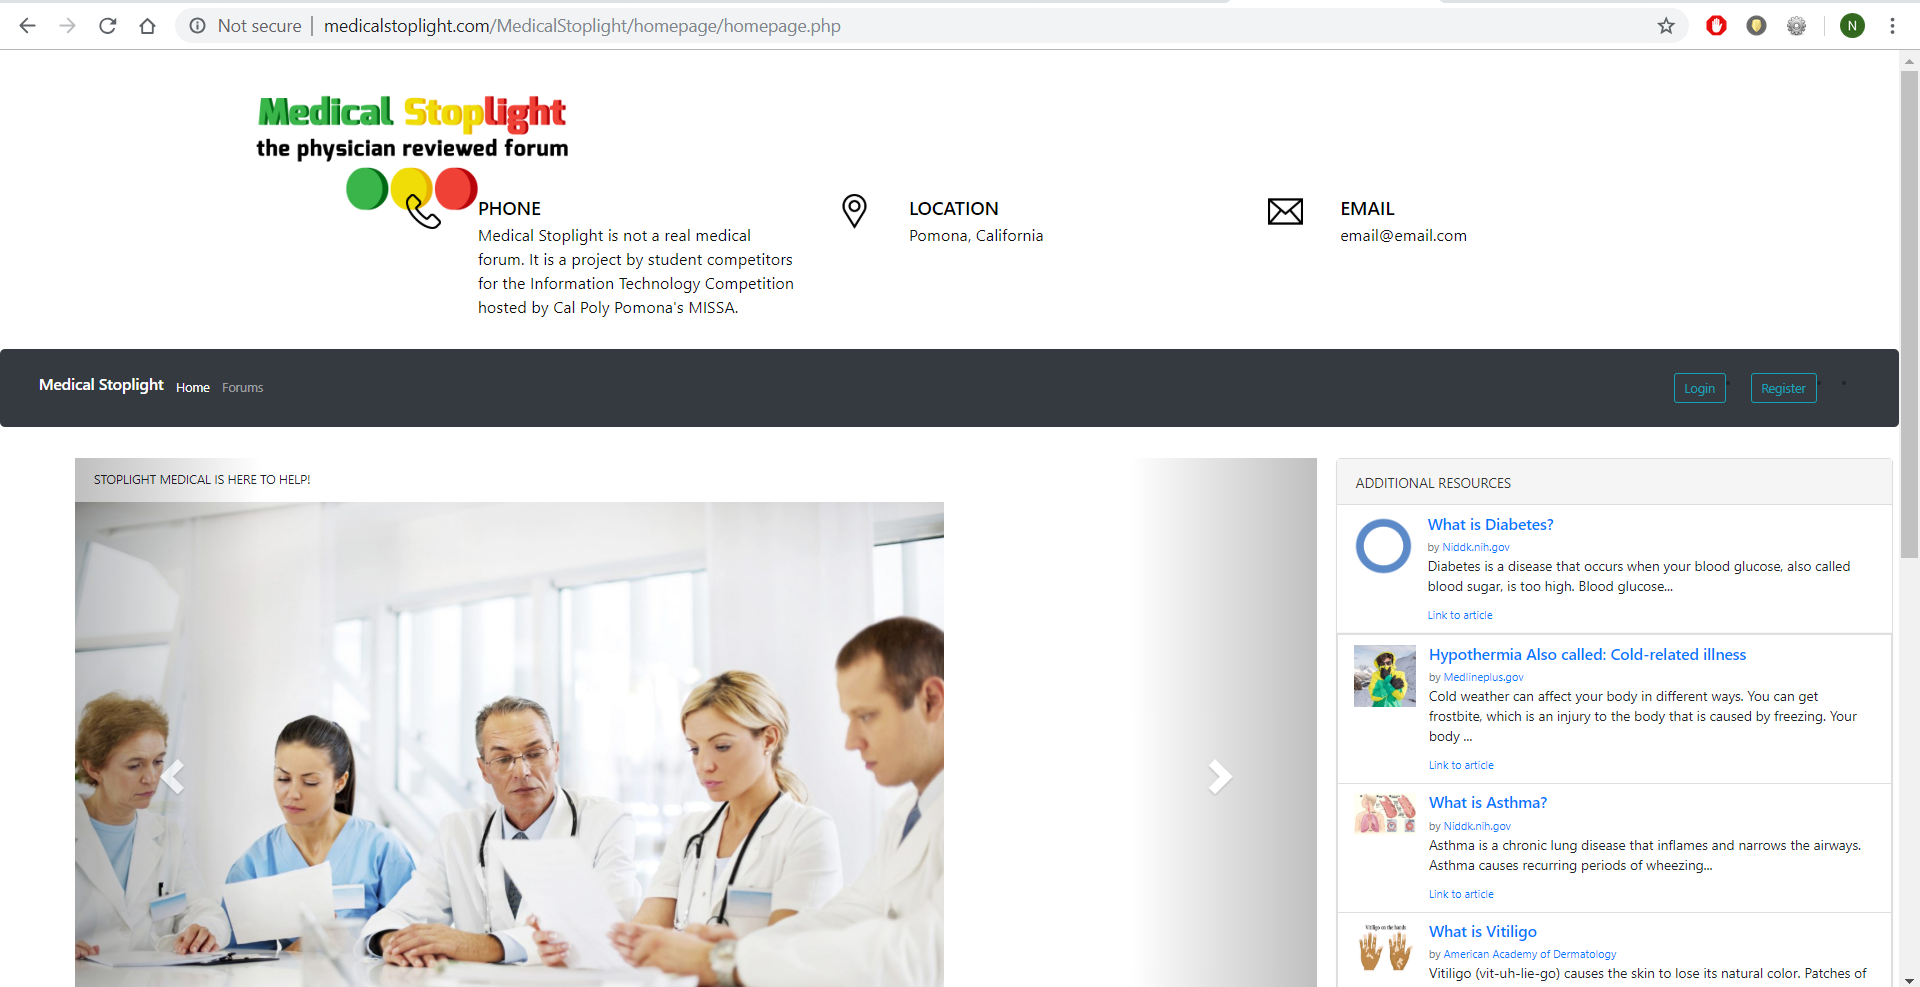 Not secure | medicalstoplight.com/MedicalStoplight/homepage/homepage.php
N
Medical Stoplight
the physician reviewed forum
PHONE
Medical Stoplight is not a real medical
forum. It is a project by student competitors
for the Information Technology Competition
hosted by Cal Poly Pomona's MISSA.
LOCATION
Pomona, California
EMAIL
email@email.com
Medical Stoplight Home Forums
Login Register
STOPLIGHT MEDICAL IS HERE TO HELP!
ADDITIONAL RESOURCES
What is Diabetes?
by Niddk.nih.gov
Diabetes is a disease that occurs when your blood glucose, also called
blood sugar, is too high. Blood glucose...
Link to article
Hypothermia Also called: Cold-related illness
by Medlineplus.gov
Cold weather can affect your body in different ways. You can get
frostbite, which is an injury to the body that is caused by freezing. Your
body ...
Link to article
What is Asthma?
by Niddk.nih.gov
Asthma is a chronic lung disease that inflames and narrows the airways.
Asthma causes recurring periods of wheezing...
Link to article
Vitiligo on the hands
What is Vitiligo
by American Academy of Dermatology
Vitiligo (vit-uh-lie-go) causes the skin to lose its natural color. Patches of